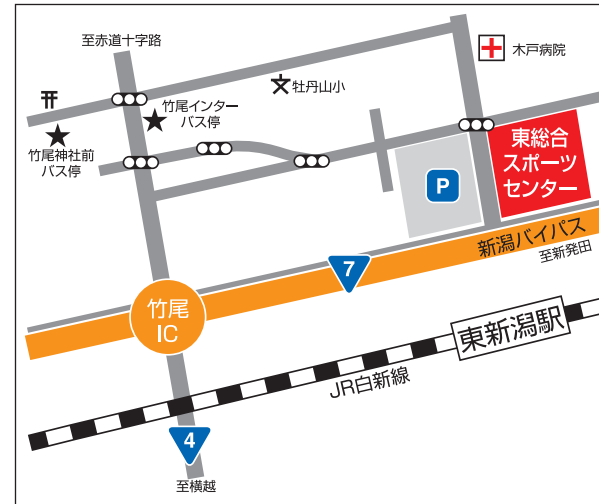 至赤道十字路
木戸病院
牡丹山小
竹尾インター
バス停
竹尾神社前
バス停
東総合
スポーツ
センター
P
新潟バイパス
至新発田
7
竹尾
IC
東新潟駅
JR白新線
4
至横越